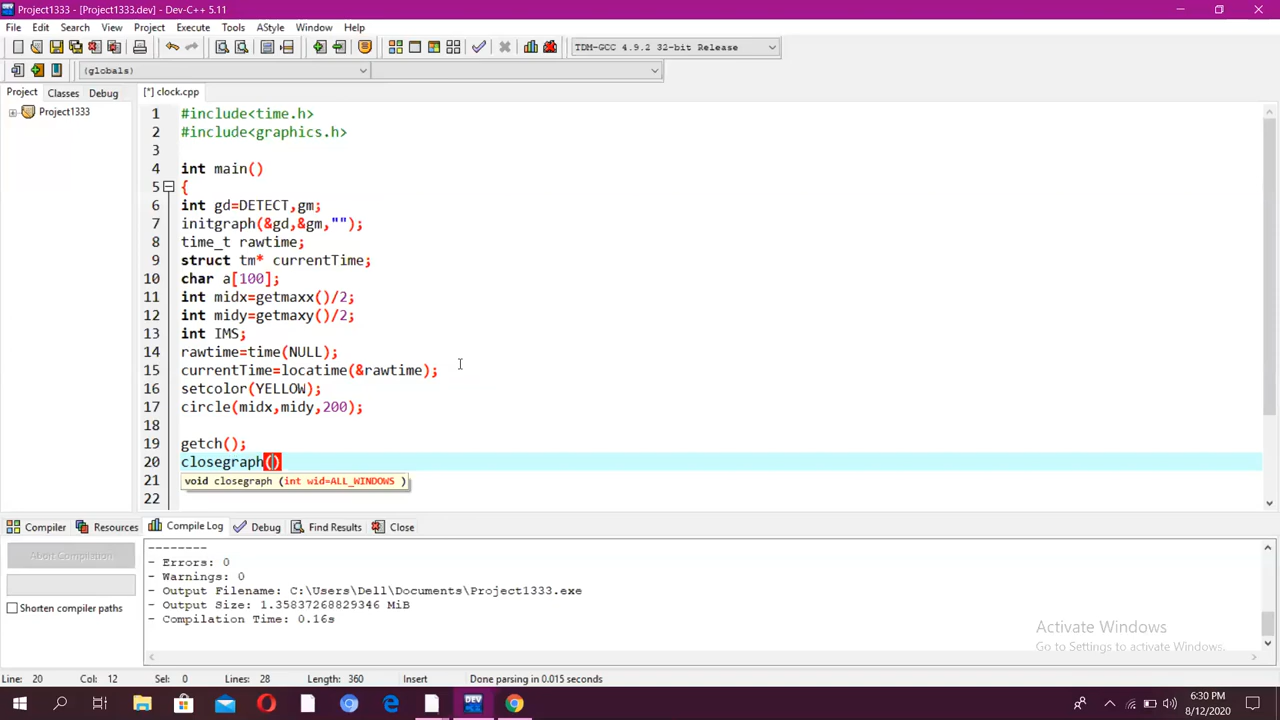 Project1333 - [Project1333.dev] - Dev-C++ 5.11
File Edit Search View Project Execute Tools AStyle Window Help
TDM-GCC 4.9.2 32-bit Release
(globals)
Project Classes Debug [*] clock.cpp
Project1333
1 #include<time.h>
2 #include<graphics.h>
3
4 int main()
5 {
6 int gd=DETECT,gm;
7 initgraph(&gd,&gm,"");
8 time_t rawtime;
9 struct tm* currentTime;
10 char a[100];
11 int midx=getmaxx()/2;
12 int midy=getmaxy()/2;
13 int IMS;
14 rawtime=time(NULL);
15 currentTime=locatime(&rawtime);
16 setcolor(YELLOW);
17 circle(midx,midy,200);
18
19 getch();
20 closegraph()
21 void closegraph (int wid=ALL_WINDOWS )
22
Compiler Resources Compile Log Debug Find Results Close
Abort Compilation
Shorten compiler paths
--------
- Errors: 0
- Warnings: 0
- Output Filename: C:\Users\Dell\Documents\Project1333.exe
- Output Size: 1.35837268829346 MiB
- Compilation Time: 0.16s
Activate Windows
Go to Settings to activate Windows.
Line: 20 Col: 12 Sel: 0 Lines: 28 Length: 360 Insert Done parsing in 0.015 seconds
DEV
6:30 PM
8/12/2020